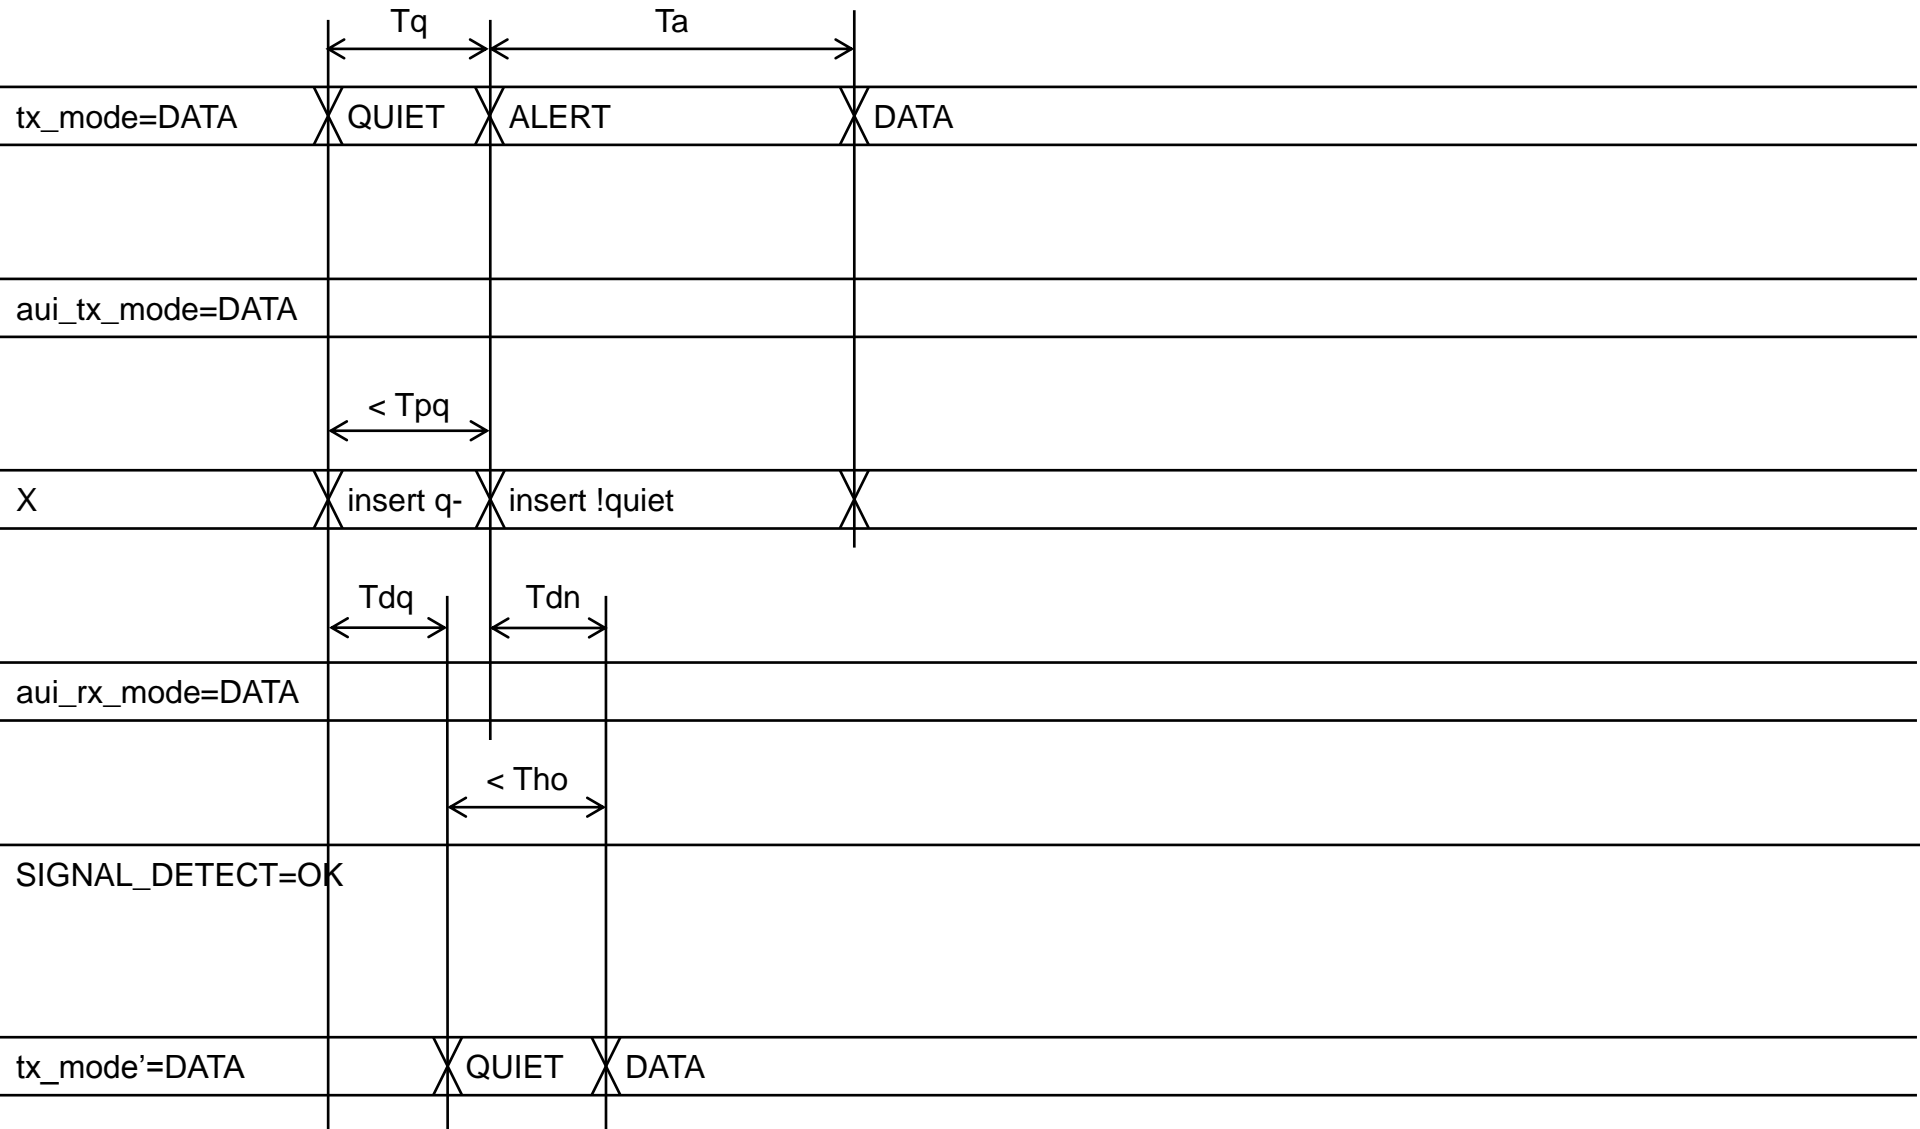 Tq Ta
tx_mode=DATA QUIET ALERT DATA
aui_tx_mode=DATA
< Tpq
X insert q- insert !quiet
Tdq Tdn
aui_rx_mode=DATA
< Tho
SIGNAL_DETECT=OK
tx_mode’=DATA QUIET DATA